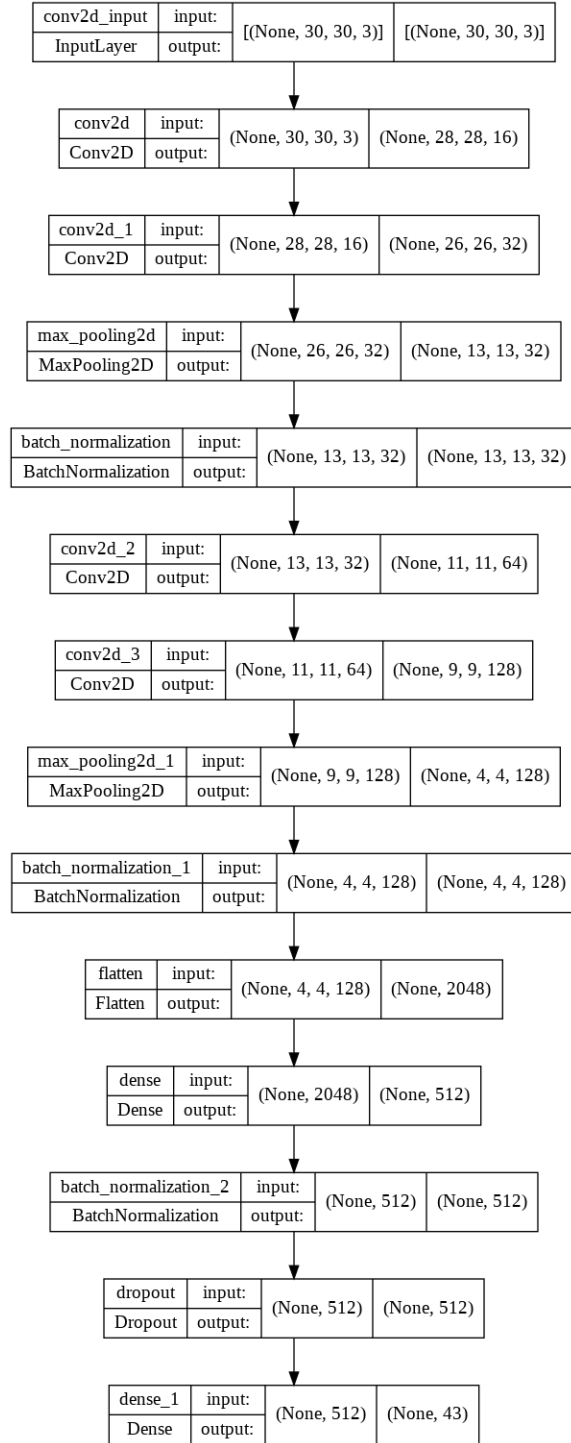 conv2d_input input: [(None, 30, 30, 3)] [(None, 30, 30, 3)]
InputLayer output:
conv2d input: (None, 30, 30, 3) (None, 28, 28, 16)
Conv2D output:
conv2d_1 input: (None, 28, 28, 16) (None, 26, 26, 32)
Conv2D output:
max_pooling2d input: (None, 26, 26, 32) (None, 13, 13, 32)
MaxPooling2D output:
batch_normalization input: (None, 13, 13, 32) (None, 13, 13, 32)
BatchNormalization output:
conv2d_2 input: (None, 13, 13, 32) (None, 11, 11, 64)
Conv2D output:
conv2d_3 input: (None, 11, 11, 64) (None, 9, 9, 128)
Conv2D output:
max_pooling2d_1 input: (None, 9, 9, 128) (None, 4, 4, 128)
MaxPooling2D output:
batch_normalization_1 input: (None, 4, 4, 128) (None, 4, 4, 128)
BatchNormalization output:
flatten input: (None, 4, 4, 128) (None, 2048)
Flatten output:
dense input: (None, 2048) (None, 512)
Dense output:
batch_normalization_2 input: (None, 512) (None, 512)
BatchNormalization output:
dropout input: (None, 512) (None, 512)
Dropout output:
dense_1 input: (None, 512) (None, 43)
Dense output: